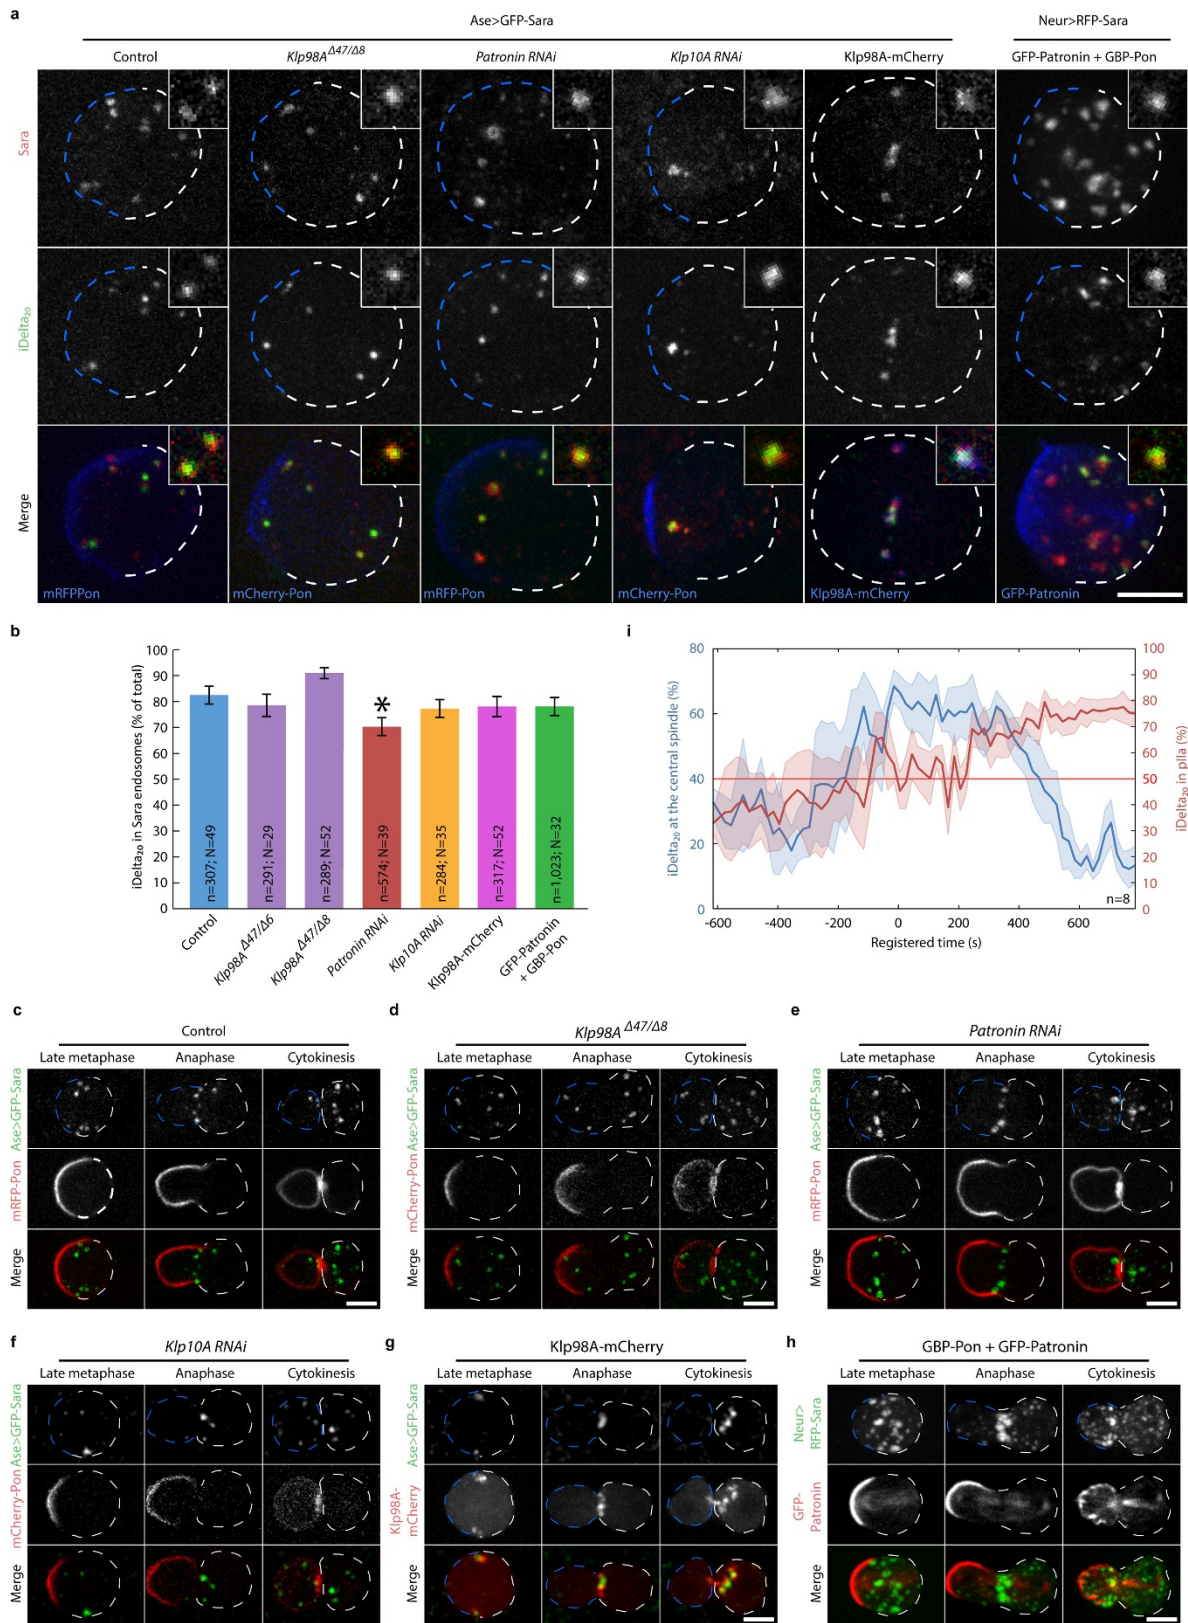 a
Ase>GFP-Sara
Neur>RFP-Sara
Control
Klp98A Δ47/Δ8
Patronin RNAi
Klp10A RNAi
Klp98A-mCherry
GFP-Patronin + GBP-Pon
Sara
iDelta₂₀
Merge
mRFPPon
mCherry-Pon
mRFP-Pon
mCherry-Pon
Klp98A-mCherry
GFP-Patronin
b
iDelta₂₀ in Sara endosomes (% of total)
100
90
80
70
60
50
40
30
20
10
0
*
n=307; N=49
n=291; N=29
n=289; N=52
n=574; N=39
n=284; N=35
n=317; N=52
n=1,023; N=32
Control
Klp98A Δ47/Δ6
Klp98A Δ47/Δ8
Patronin RNAi
Klp10A RNAi
Klp98A-mCherry
GFP-Patronin
+ GBP-Pon
i
iDelta₂₀ at the central spindle (%)
80
60
40
20
0
100
90
80
70
60
50
40
30
20
10
0
iDelta₂₀ in pIIa (%)
n=8
-600
-400
-200
0
200
400
600
Registered time (s)
c
Control
Late metaphase
Anaphase
Cytokinesis
Ase>GFP-Sara
mRFP-Pon
Merge
d
Klp98A Δ47/Δ8
Late metaphase
Anaphase
Cytokinesis
Ase>GFP-Sara
mCherry-Pon
Merge
e
Patronin RNAi
Late metaphase
Anaphase
Cytokinesis
Ase>GFP-Sara
mRFP-Pon
Merge
f
Klp10A RNAi
Late metaphase
Anaphase
Cytokinesis
Ase>GFP-Sara
mCherry-Pon
Merge
g
Klp98A-mCherry
Late metaphase
Anaphase
Cytokinesis
Ase>GFP-Sara
Klp98A-
mCherry
Merge
h
GBP-Pon + GFP-Patronin
Late metaphase
Anaphase
Cytokinesis
Neur>
RFP-Sara
GFP-
Patronin
Merge